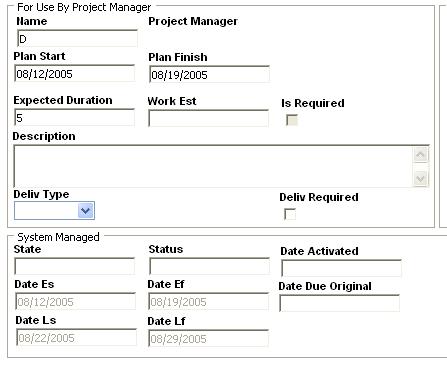 For Use By Project Manager
Name Project Manager
D
Plan Start Plan Finish
08/12/2005 08/19/2005
Expected Duration Work Est Is Required
5
Description
Deliv Type Deliv Required
System Managed
State Status Date Activated
Date Es Date Ef Date Due Original
08/12/2005 08/19/2005
Date Ls Date Lf
08/22/2005 08/29/2005